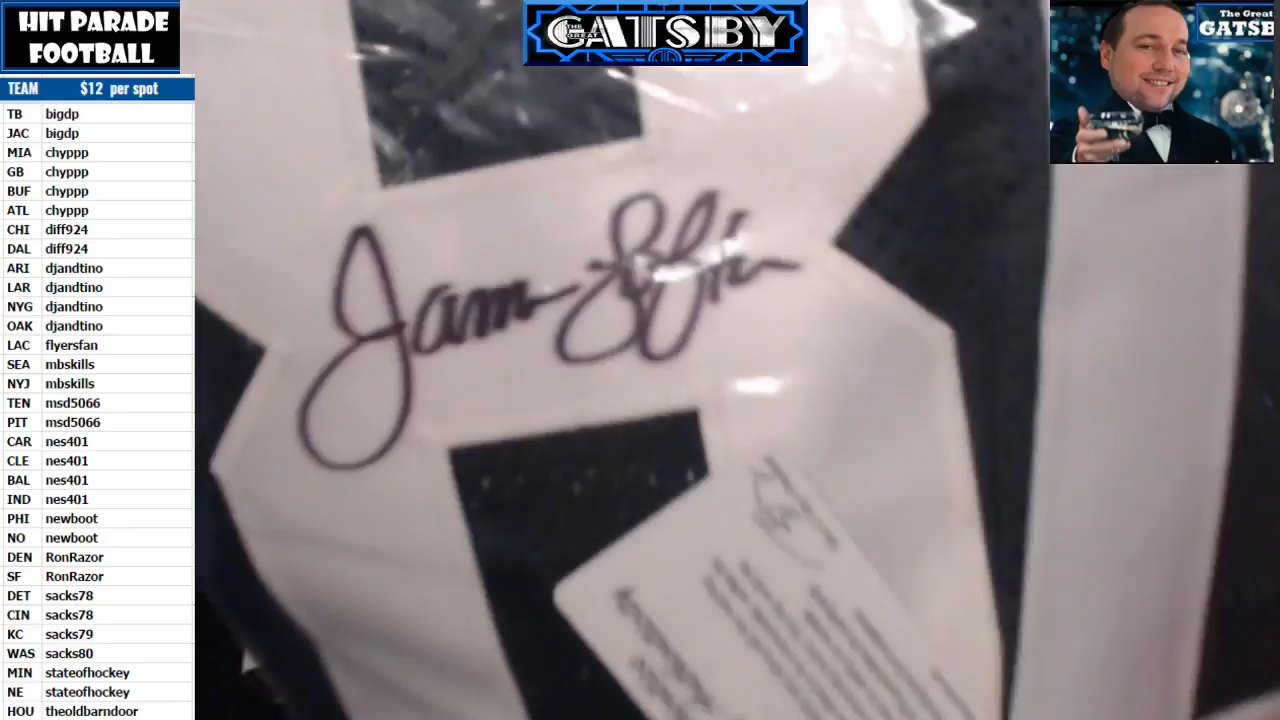 HIT PARADE
FOOTBALL
TEAM $12 per spot
TB bigdp
JAC bigdp
MIA chyppp
GB chyppp
BUF chyppp
ATL chyppp
CHI diff924
DAL diff924
ARI djandtino
LAR djandtino
NYG djandtino
OAK djandtino
LAC flyersfan
SEA mbskills
NYJ mbskills
TEN msd5066
PIT msd5066
CAR nes401
CLE nes401
BAL nes401
IND nes401
PHI newboot
NO newboot
DEN RonRazor
SF RonRazor
DET sacks78
CIN sacks78
KC sacks79
WAS sacks80
MIN stateofhockey
NE stateofhockey
HOU theoldbarndoor
THE GREAT
GATSBY
The Great
GATSB